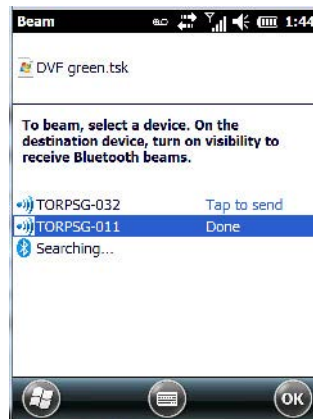 Beam 1:44
DVF green.tsk
To beam, select a device. On the
destination device, turn on visibility to
receive Bluetooth beams.
TORPSG-032 Tap to send
TORPSG-011 Done
Searching...
OK